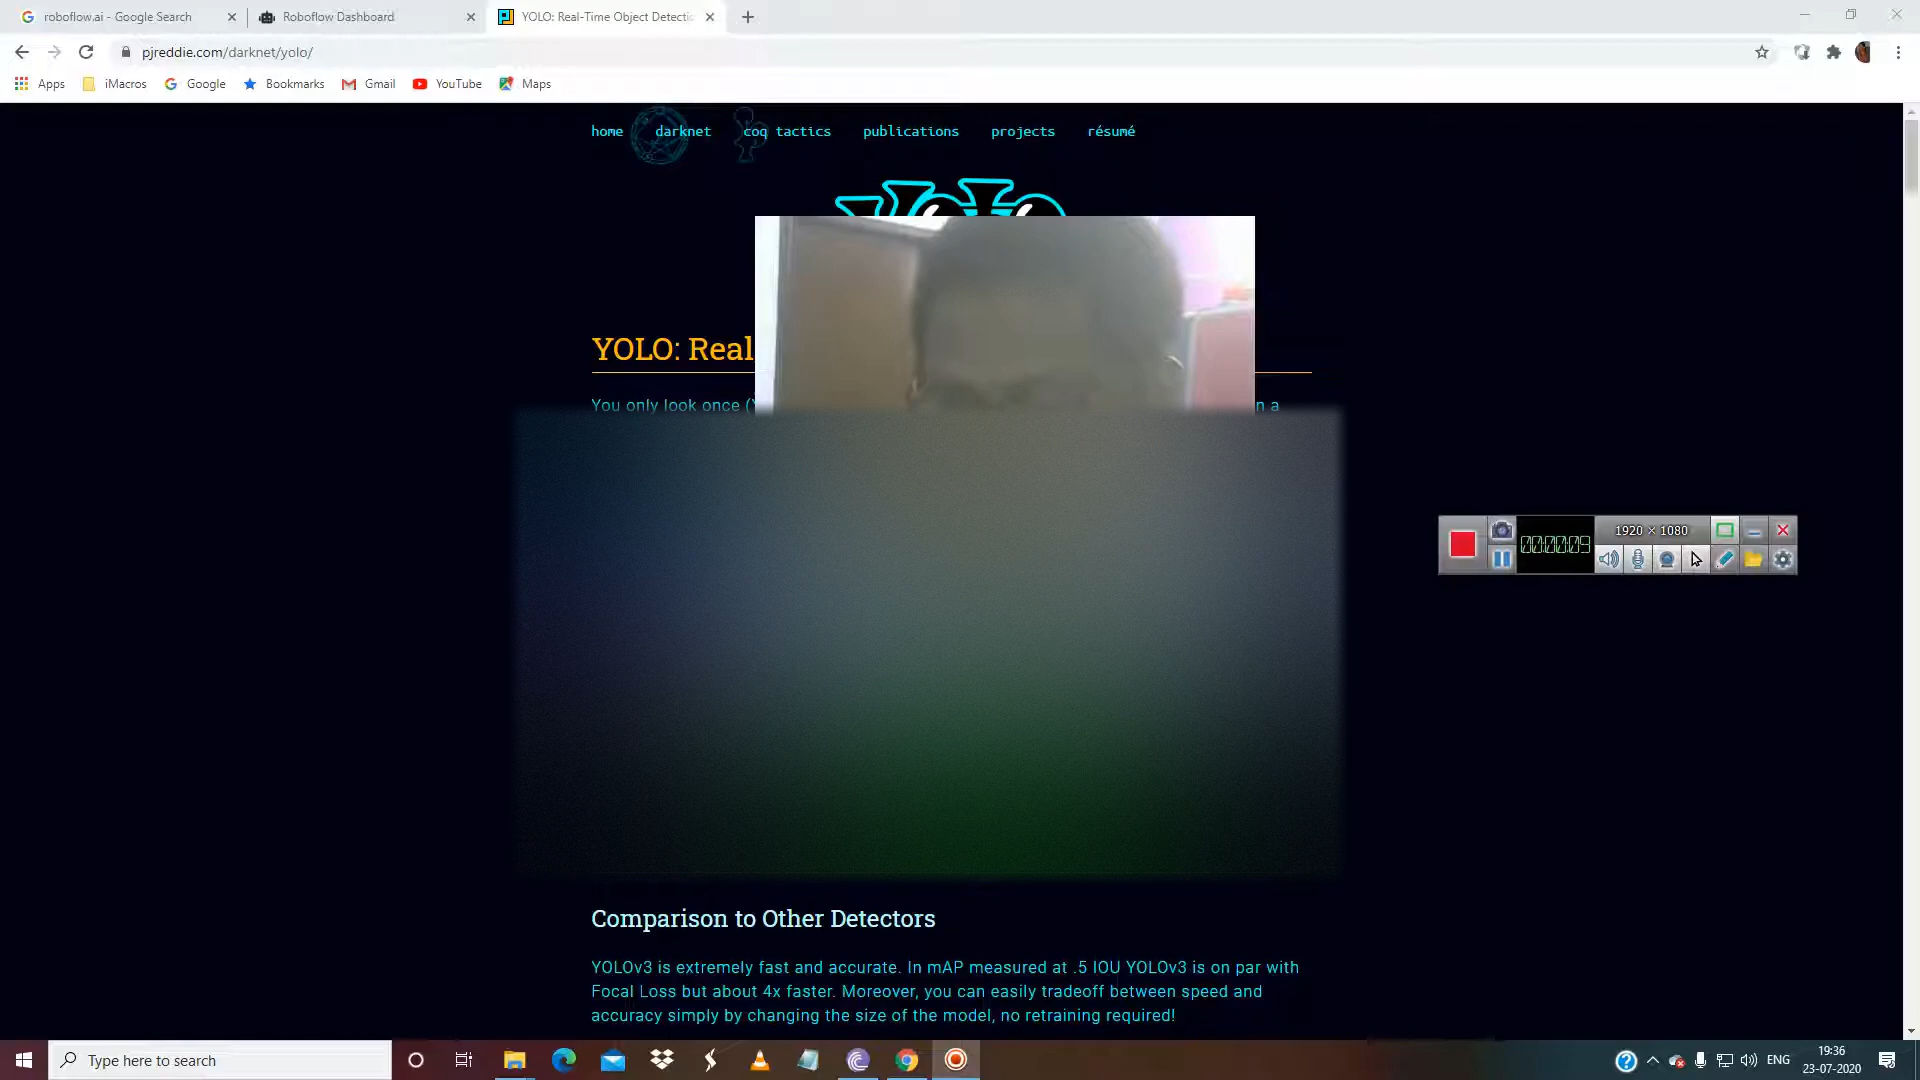 roboflow.ai - Google Search
Roboflow Dashboard
YOLO: Real-Time Object Detectio
pjreddie.com/darknet/yolo/
Apps
iMacros
Google
Bookmarks
Gmail
YouTube
Maps
home
darknet
coq tactics
publications
projects
résumé
yolo
YOLO: Real
You only look once (
n a
1920 × 1080
00:00:09
Comparison to Other Detectors
YOLOv3 is extremely fast and accurate. In mAP measured at .5 IOU YOLOv3 is on par with
Focal Loss but about 4x faster. Moreover, you can easily tradeoff between speed and
accuracy simply by changing the size of the model, no retraining required!
Type here to search
ENG
19:36
23-07-2020